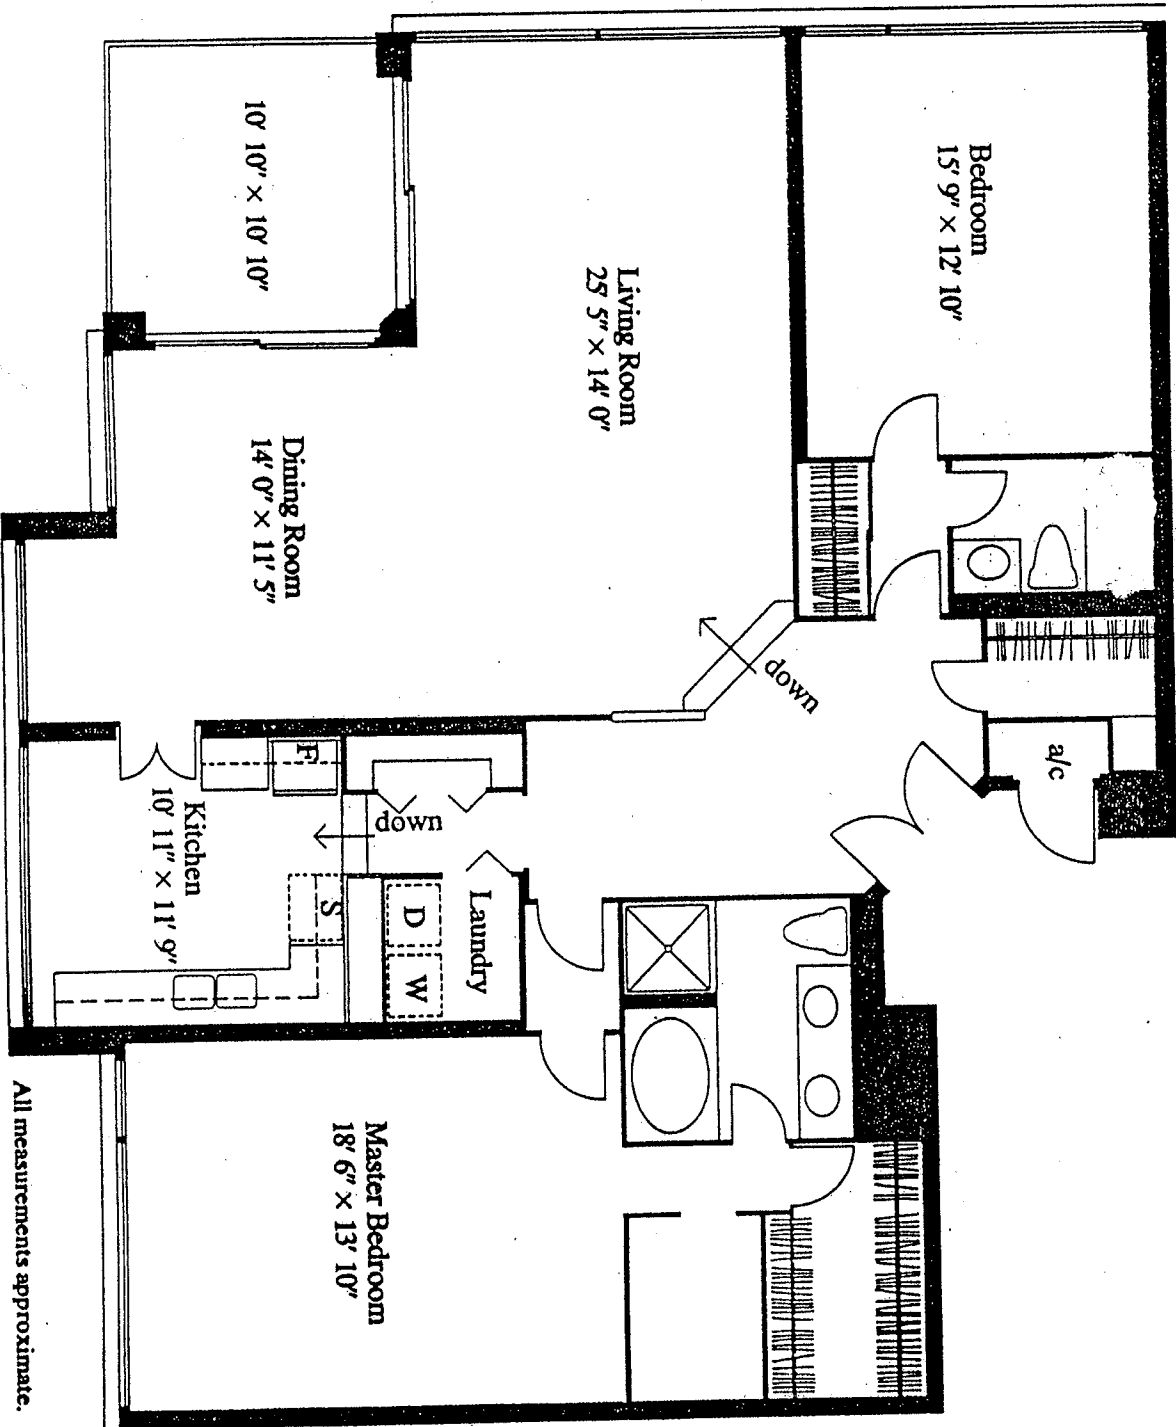 Bedroom
15' 9" × 12' 10"
10' 10" × 10' 10"
Living Room
25' 5" × 14' 0"
Dining Room
14' 0" × 11' 5"
down
a/c
F
down
Kitchen
10' 11" × 11' 9"
S
D
W
Laundry
Master Bedroom
18' 6" × 13' 10"
All measurements approximate.